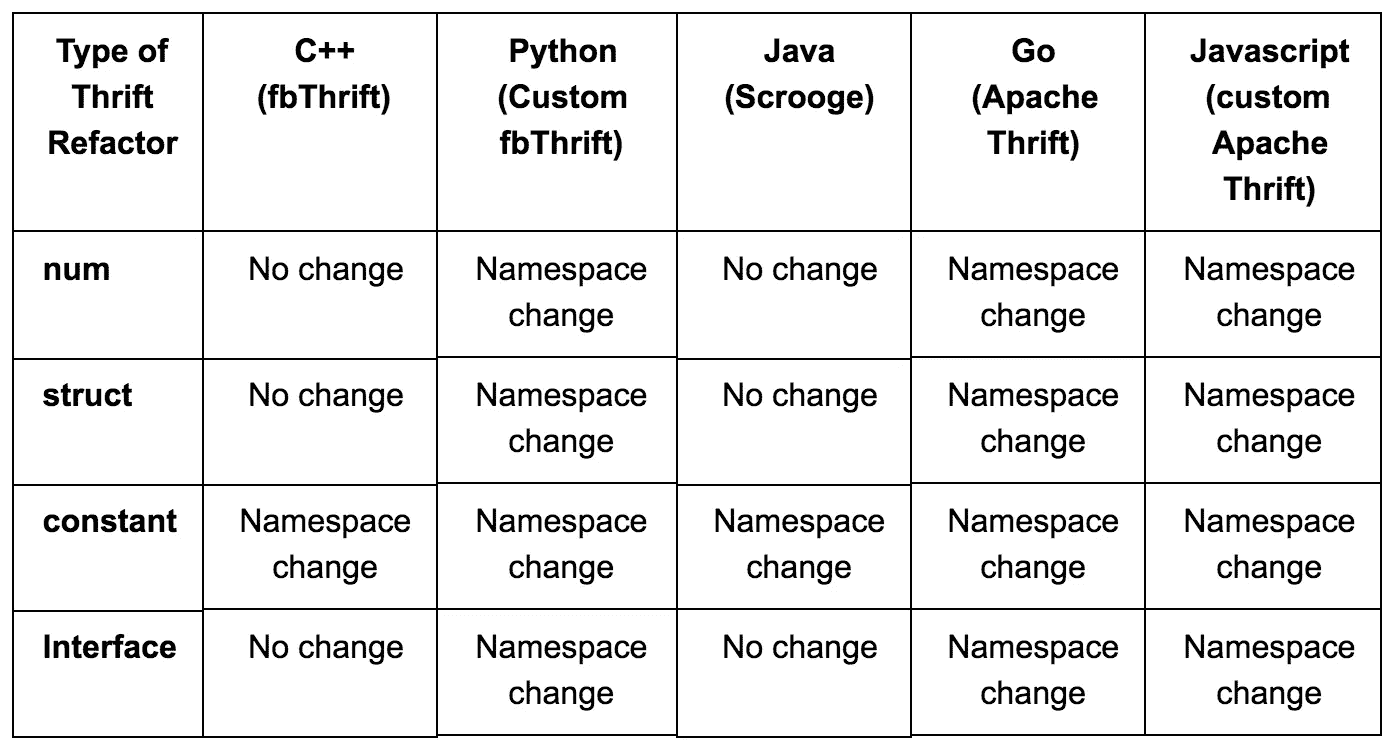 Type of
Thrift
Refactor
C++
(fbThrift)
Python
(Custom
fbThrift)
Java
(Scrooge)
Go
(Apache
Thrift)
Javascript
(custom
Apache
Thrift)
num
No change
Namespace
change
No change
Namespace
change
Namespace
change
struct
No change
Namespace
change
No change
Namespace
change
Namespace
change
constant
Namespace
change
Namespace
change
Namespace
change
Namespace
change
Namespace
change
Interface
No change
Namespace
change
No change
Namespace
change
Namespace
change